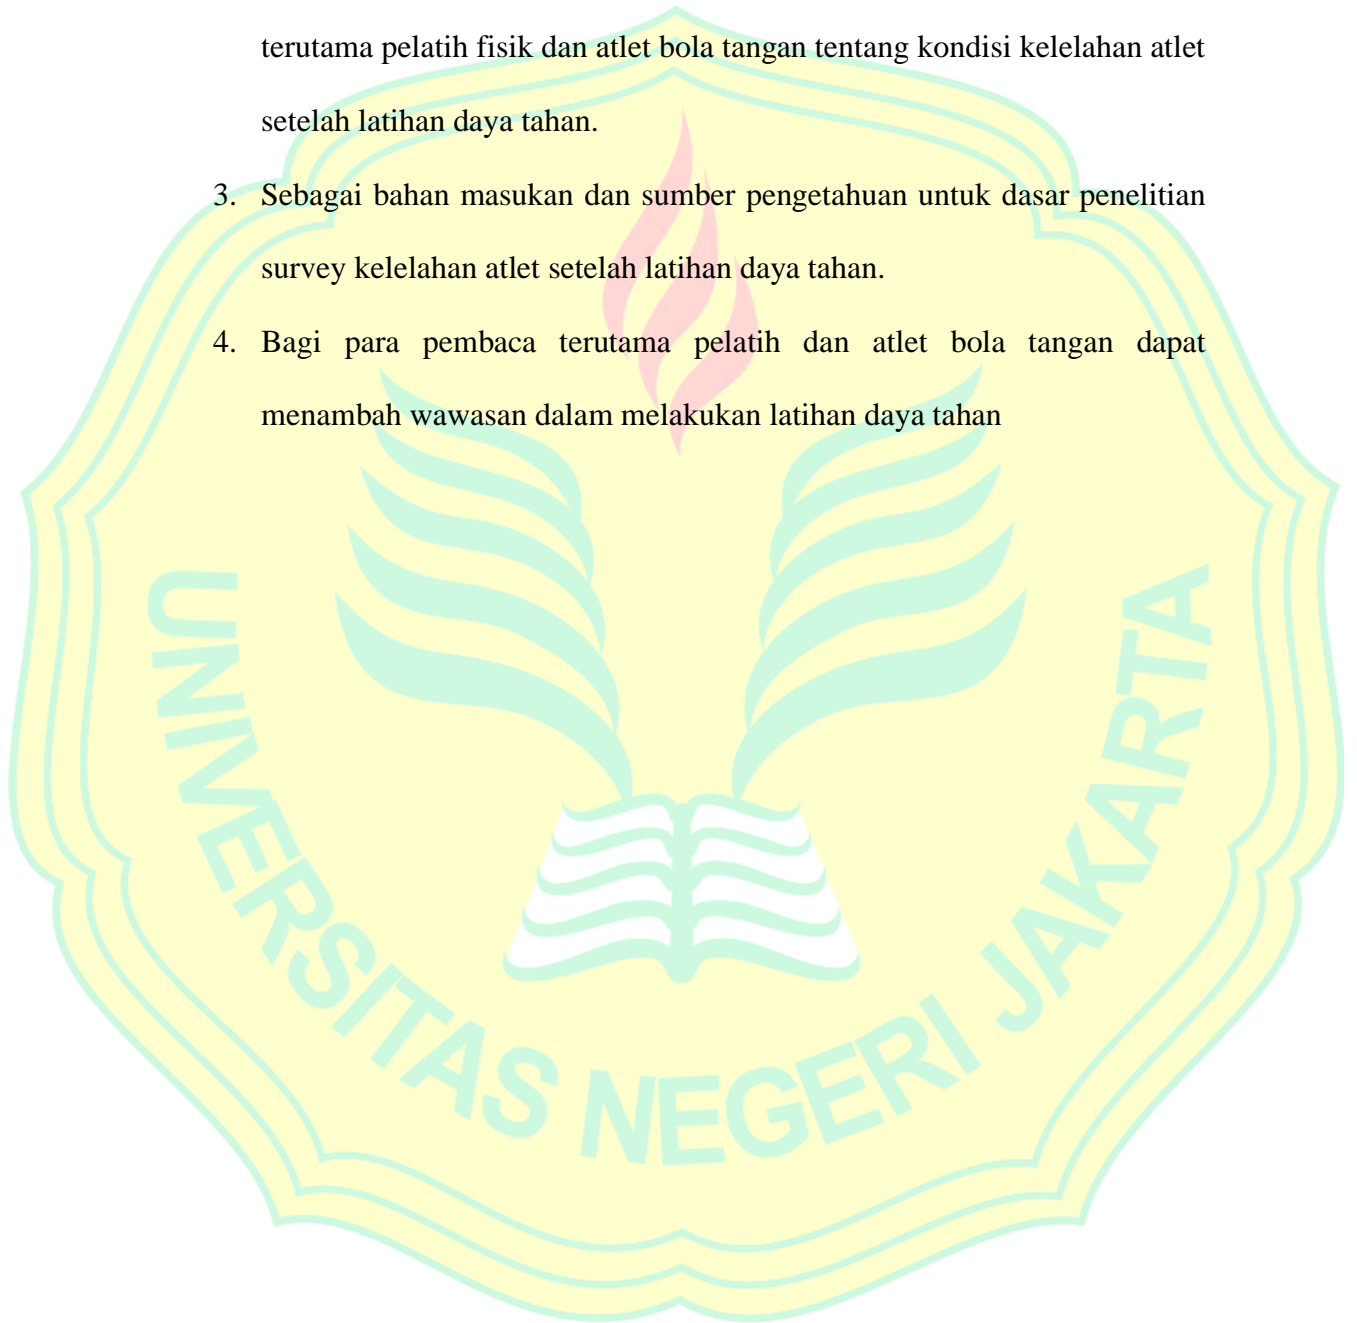 terutama pelatih fisik dan atlet bola tangan tentang kondisi kelelahan atlet
setelah latihan daya tahan.
3. Sebagai bahan masukan dan sumber pengetahuan untuk dasar penelitian
survey kelelahan atlet setelah latihan daya tahan.
4. Bagi para pembaca terutama pelatih dan atlet bola tangan dapat
menambah wawasan dalam melakukan latihan daya tahan
UNIVERSITAS NEGERI JAKARTA